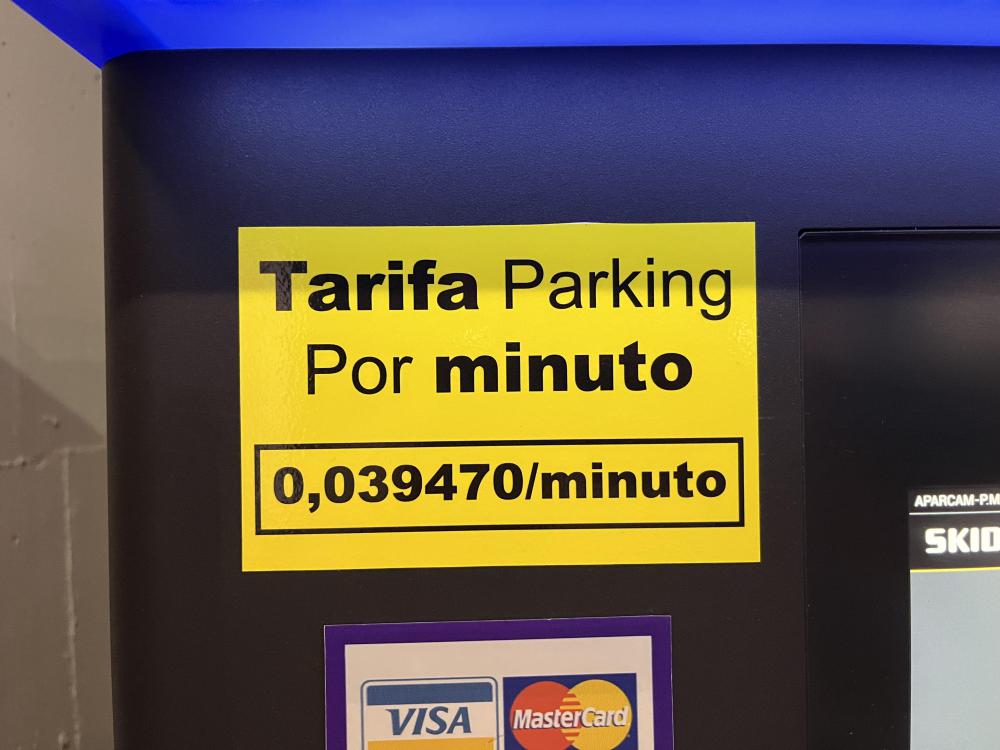 Tarifa Parking
Por minuto
0,039470/minuto
APARCAM-P.M
SKID
VISA
MasterCard